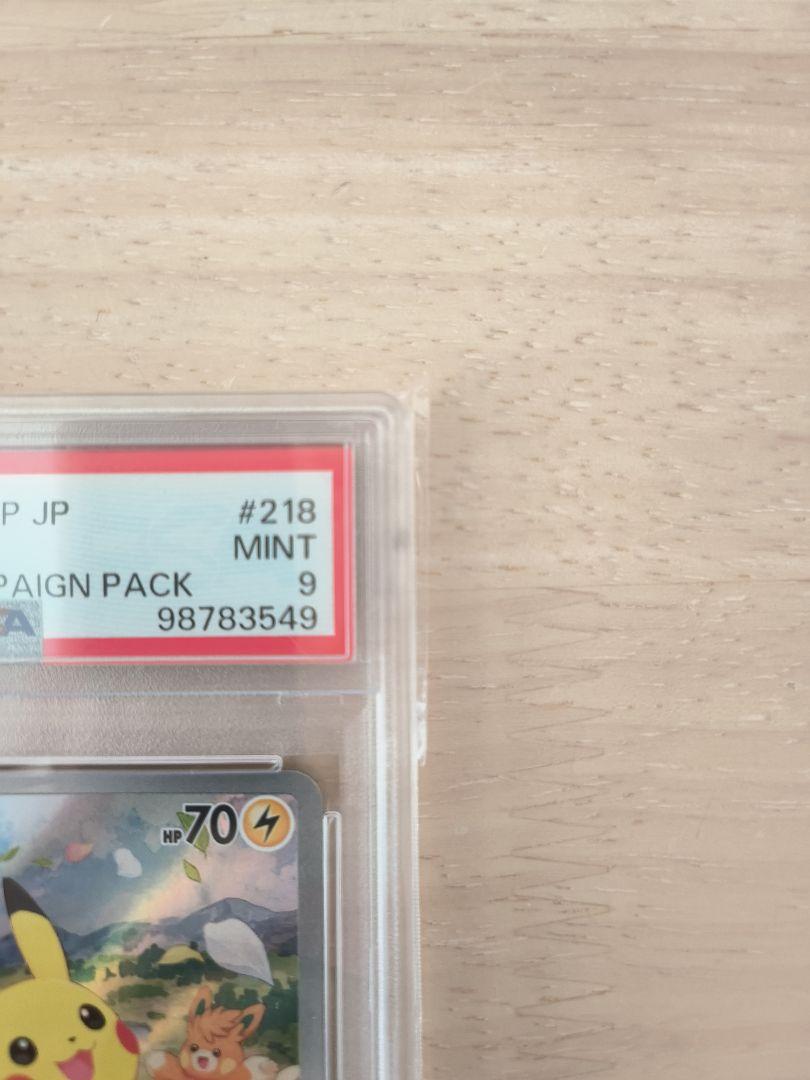 P JP #218
MINT
PAIGN PACK 9
98783549
HP70